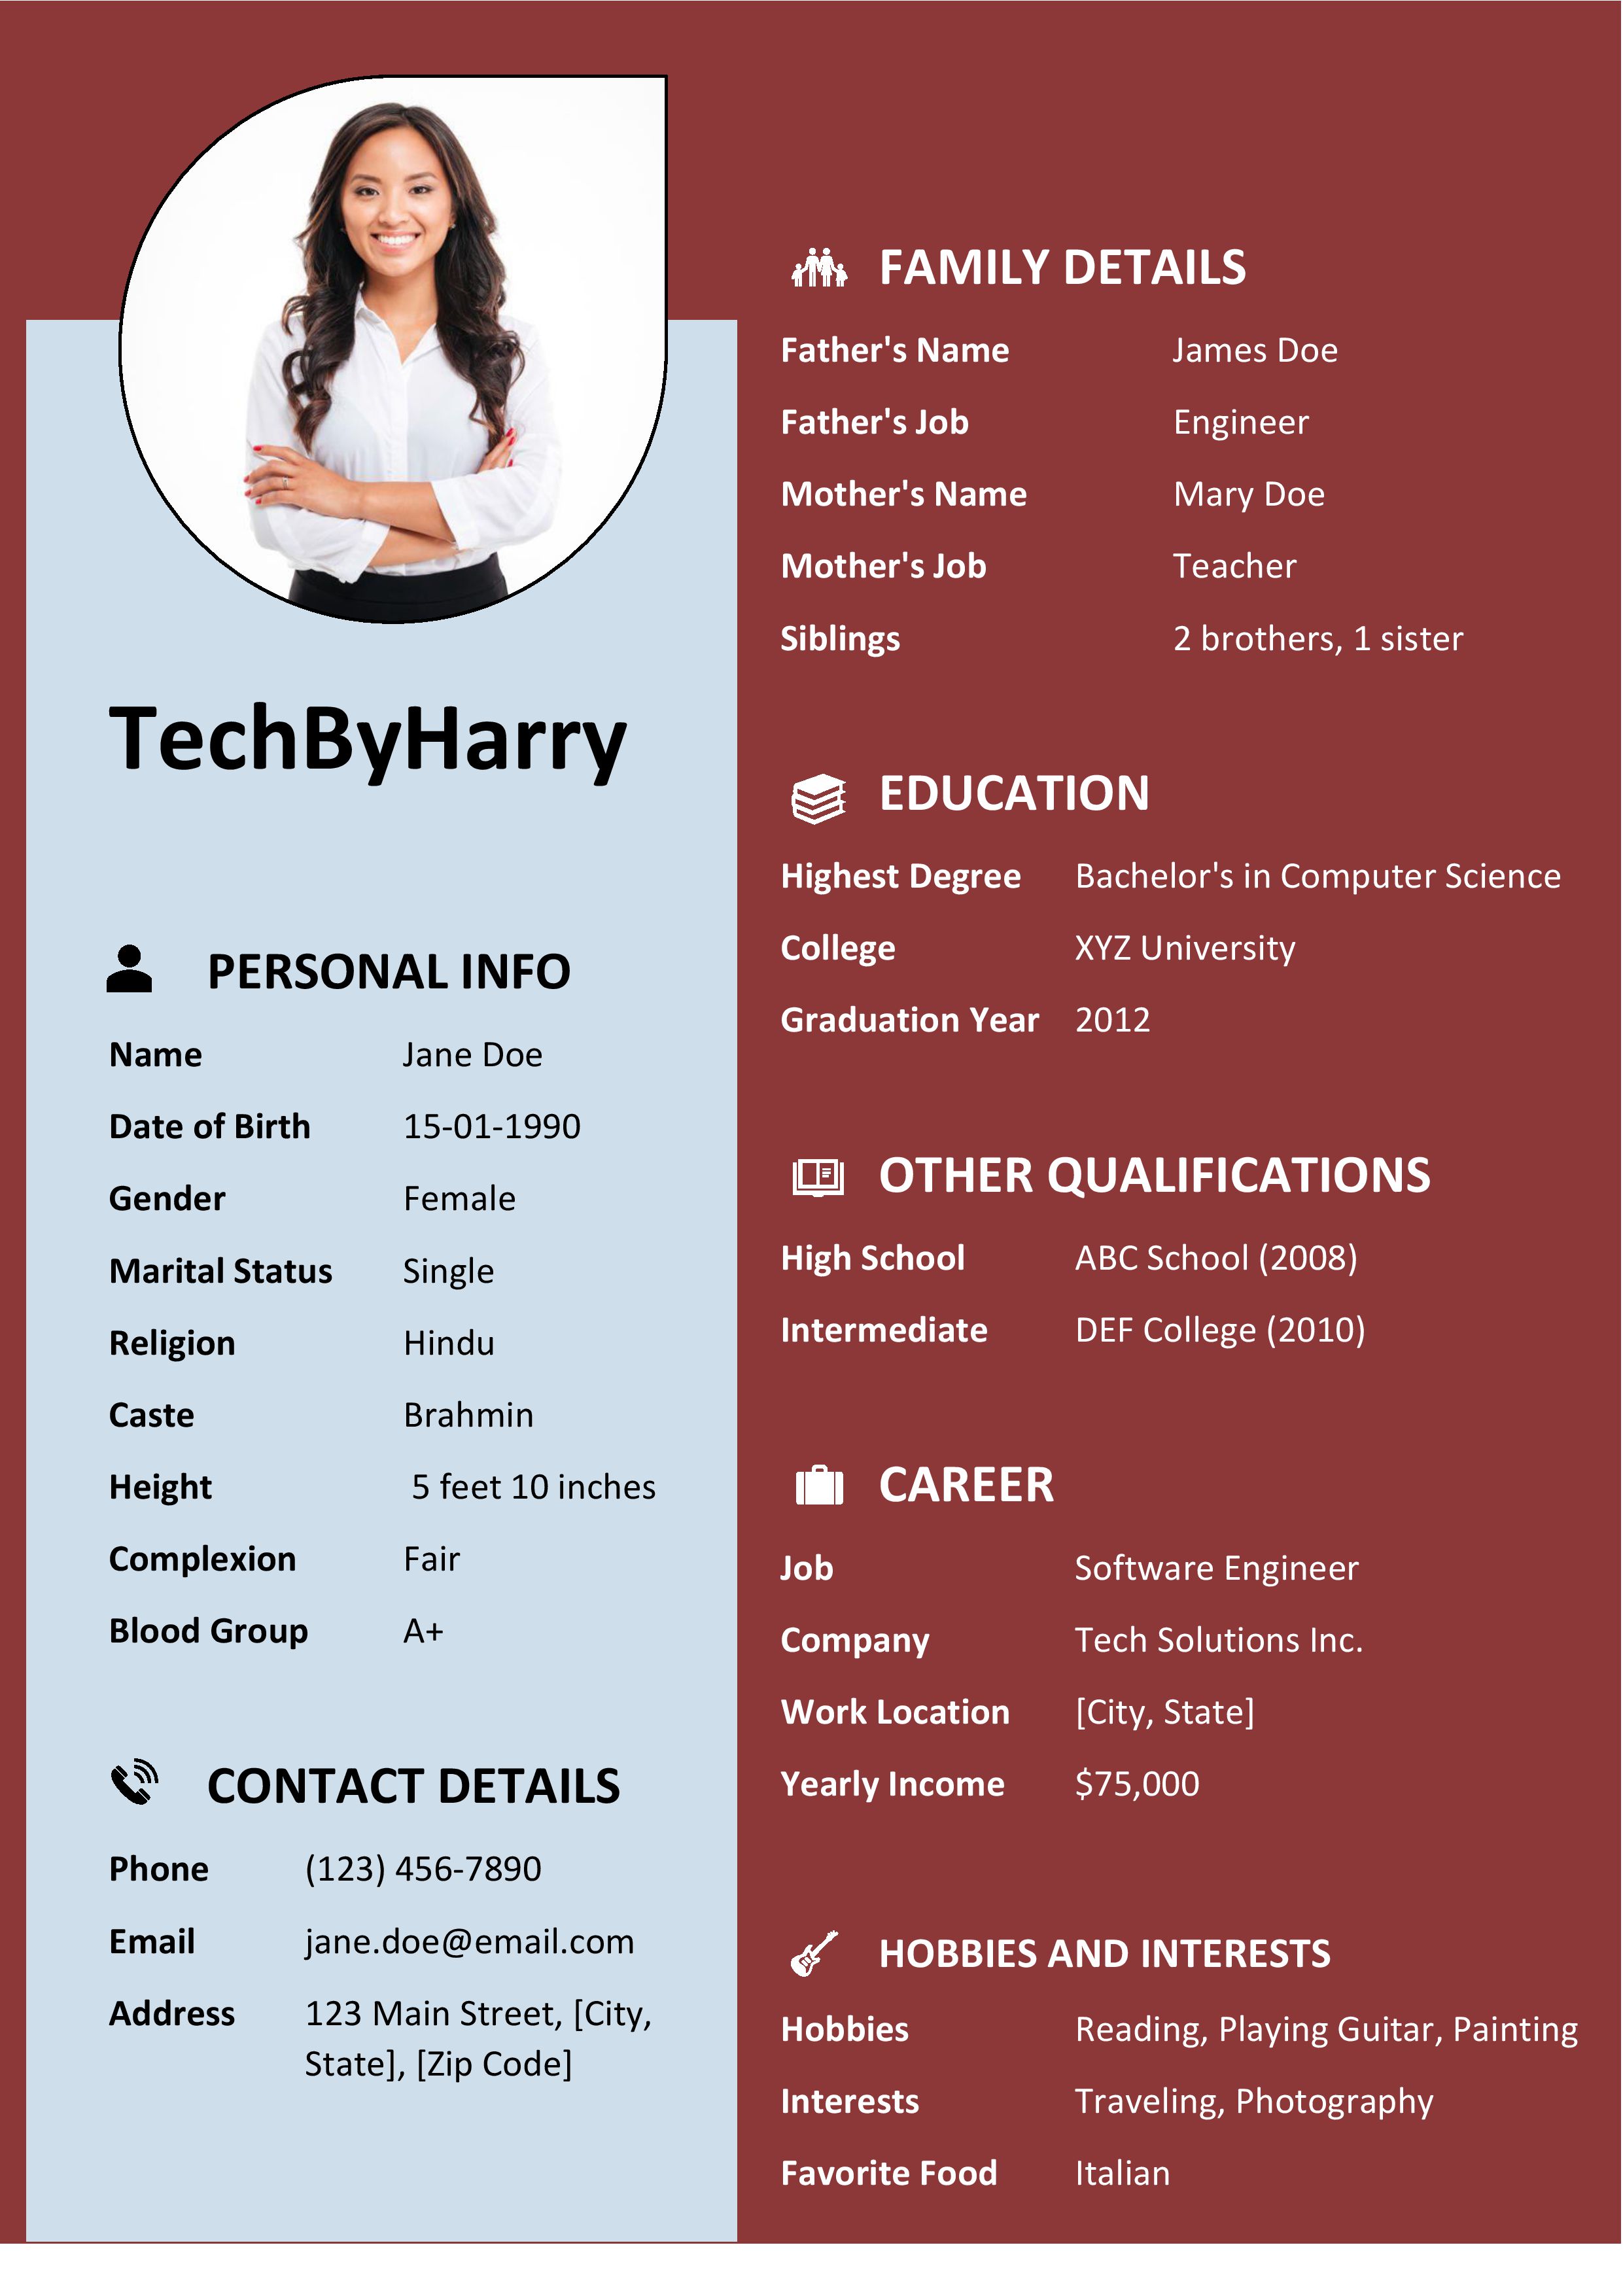 TechByHarry
PERSONAL INFO
Name Jane Doe
Date of Birth 15-01-1990
Gender Female
Marital Status Single
Religion Hindu
Caste Brahmin
Height 5 feet 10 inches
Complexion Fair
Blood Group A+
CONTACT DETAILS
Phone (123) 456-7890
Email jane.doe@email.com
Address 123 Main Street, [City,
State], [Zip Code]
FAMILY DETAILS
Father's Name James Doe
Father's Job Engineer
Mother's Name Mary Doe
Mother's Job Teacher
Siblings 2 brothers, 1 sister
EDUCATION
Highest Degree Bachelor's in Computer Science
College XYZ University
Graduation Year 2012
OTHER QUALIFICATIONS
High School ABC School (2008)
Intermediate DEF College (2010)
CAREER
Job Software Engineer
Company Tech Solutions Inc.
Work Location [City, State]
Yearly Income $75,000
HOBBIES AND INTERESTS
Hobbies Reading, Playing Guitar, Painting
Interests Traveling, Photography
Favorite Food Italian